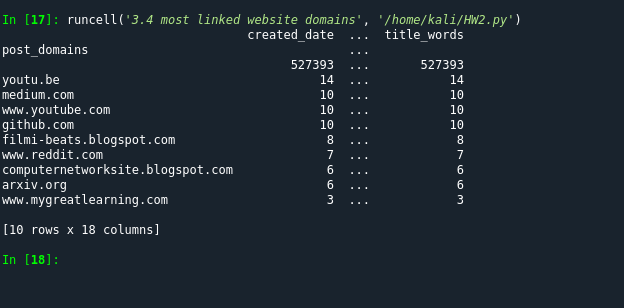 In [17]: runcell('3.4 most linked website domains', '/home/kali/HW2.py')
created_date ... title_words
post_domains ...
527393 ... 527393
youtu.be 14 ... 14
medium.com 10 ... 10
www.youtube.com 10 ... 10
github.com 10 ... 10
filmi-beats.blogspot.com 8 ... 8
www.reddit.com 7 ... 7
computernetworksite.blogspot.com 6 ... 6
arxiv.org 6 ... 6
www.mygreatlearning.com 3 ... 3
[10 rows x 18 columns]
In [18]: